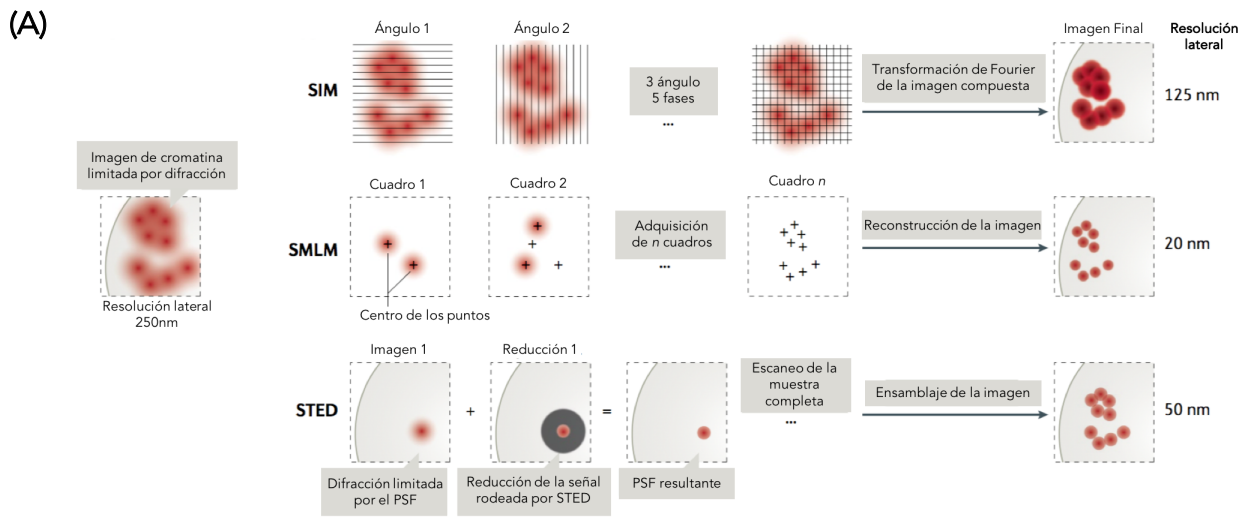 (A)
Ángulo 1
Ángulo 2
Imagen Final
Resolución
lateral
SIM
3 ángulo
5 fases
...
Transformación de Fourier
de la imagen compuesta
125 nm
Imagen de cromatina
limitada por difracción
Resolución lateral
250nm
Cuadro 1
Cuadro 2
Cuadro n
SMLM
Adquisición
de n cuadros
...
Reconstrucción de la imagen
20 nm
Centro de los puntos
Imagen 1
Reducción 1
STED
+
=
Escaneo de la
muestra
completa
...
Ensamblaje de la imagen
50 nm
Difracción limitada
por el PSF
Reducción de la señal
rodeada por STED
PSF resultante